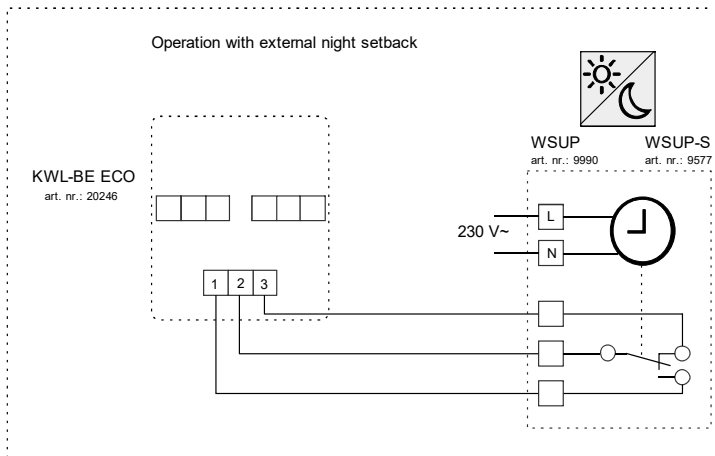 Operation with external night setback
WSUP
art. nr.: 9990
WSUP-S
art. nr.: 9577
KWL-BE ECO
art. nr.: 20246
230 V~
L
N
1 2 3